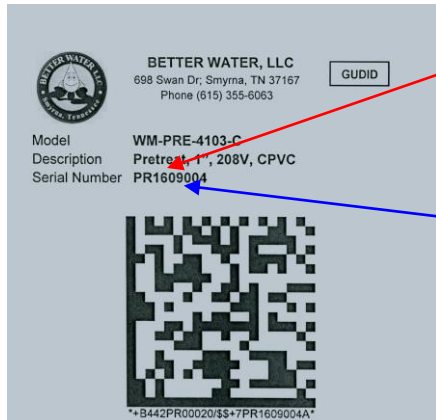 BETTER WATER LLC
Smyrna, Tennessee
BETTER WATER, LLC
698 Swan Dr; Smyrna, TN 37167
Phone (615) 355-6063
GUDID
Model WM-PRE-4103-C
Description Pretreat, 1", 208V, CPVC
Serial Number PR1609004
*+B442PR00020/$$+7PR1609004A*